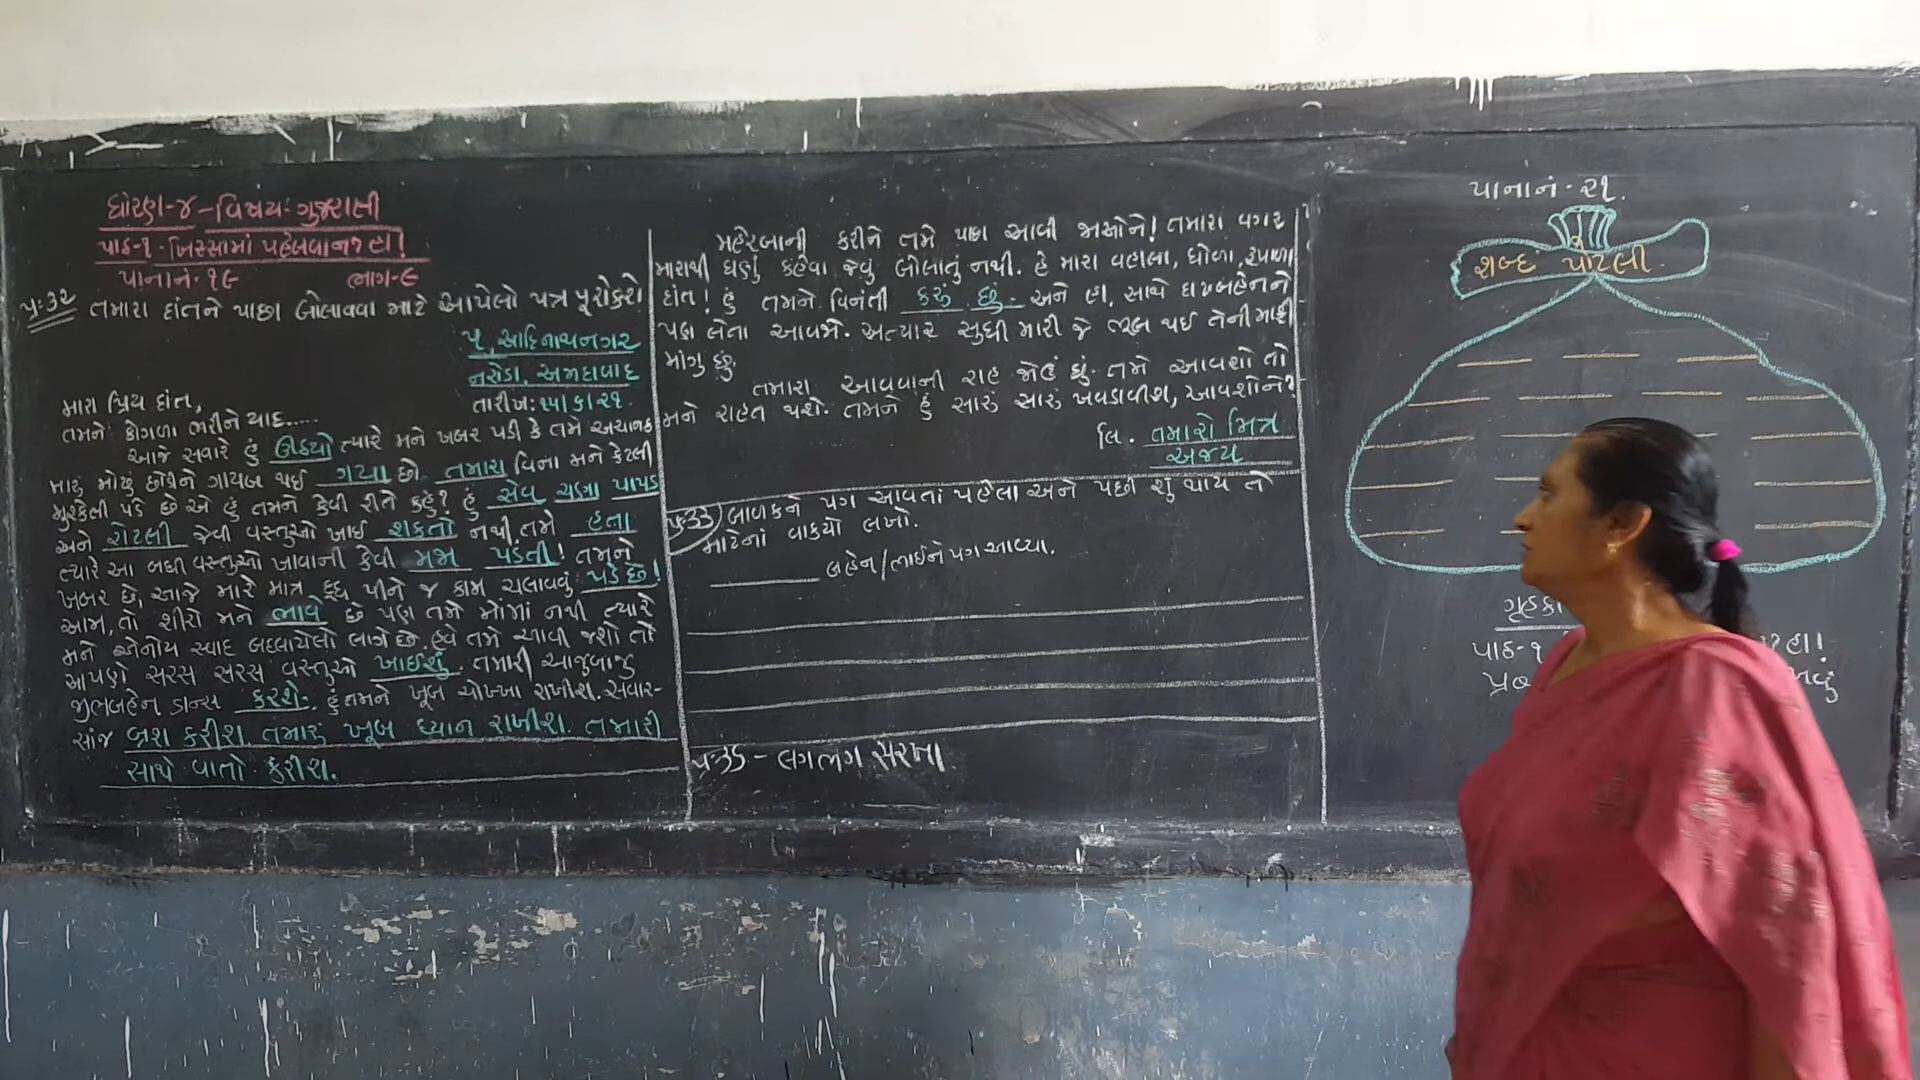 ધોરણ-૪ - વિષય: ગુજરાતી
પાઠ-૧ - ખિસ્સામાં પહેલવાન હા!
પાનાનં-૧૯ ભાગ-૯
પ્ર:૩૨ તમારા દાંતને પાછા બોલાવવા માટે આપેલો પત્ર પૂરોકરો
૫, આદિનાથનગર
નરોડા, અમદાવાદ
તારીખ:
મારા પ્રિય દાંત,
તમને કોગળા ભરીને યાદ.....
આજે સવારે હું ઊઠયો ત્યારે મને ખબર પડી કે તમે અચાનક
મારું મોઢું છોડીને ગાયબ થઈ ગયા છો. તમારા વિના મને કેટલી
મુશ્કેલી પડે છે એ હું તમને કેવી રીતે કહું? હું સેવ ચણા પાપડ
અને રોટલી જેવી વસ્તુઓ ખાઈ શકતો નથી. તમે હતા
ત્યારે આ બધી વસ્તુઓ ખાવાની કેવી મજા પડતી! તમને
ખબર છે, આજે મારે માત્ર દૂધ પીને જ કામ ચલાવવું પડે છે!
આમ, તો શીરો મને ભાવે છે પણ તમે મોંમાં નથી ત્યારે
મને એનોય સ્વાદ બદલાયેલો લાગે છે. હવે તમે આવી જશો તો
આપણે સરસ સરસ વસ્તુઓ ખાઈશું. તમારી આજુબાજુ
જીભબહેન ડાન્સ કરશે. હું તમને ખૂબ ચોખ્ખા રાખીશ. સવાર-
સાંજ બ્રશ કરીશ. તમારું ખૂબ ધ્યાન રાખીશ. તમારી
સાથે વાતો કરીશ.
મહેરબાની કરીને તમે પાછા આવી જાઓને! તમારા વગર
મારાથી ઘણું કહેવા જેવું બોલાતું નથી. હે મારા વહાલા, ધોળા, રૂપાળા
દાંત! હું તમને વિનંતી કરું છું. અને હા, સાથે દાઢબહેનને
પણ લેતા આવજો. અત્યાર સુધી મારી જે ભૂલ થઈ તેની માફી
માંગુ છું.
તમારા આવવાની રાહ જોઉં છું. તમે આવશો તો
મને રાહત થશે. તમને હું સારું સારું ખવડાવીશ, આવશોને?
લિ. તમારો મિત્ર
અજય
પ્ર:૩૩ બાળકને પગ આવતાં પહેલા અને પછી શું થાય તે
માટેનાં વાકયો લખો.
બહેન/ભાઈને પગ આવ્યા.
પ્ર:૩૬ - લગભગ સરખા
પાનાનં-૨૧.
શબ્દ પોટલી
પાઠ-૧ હા!